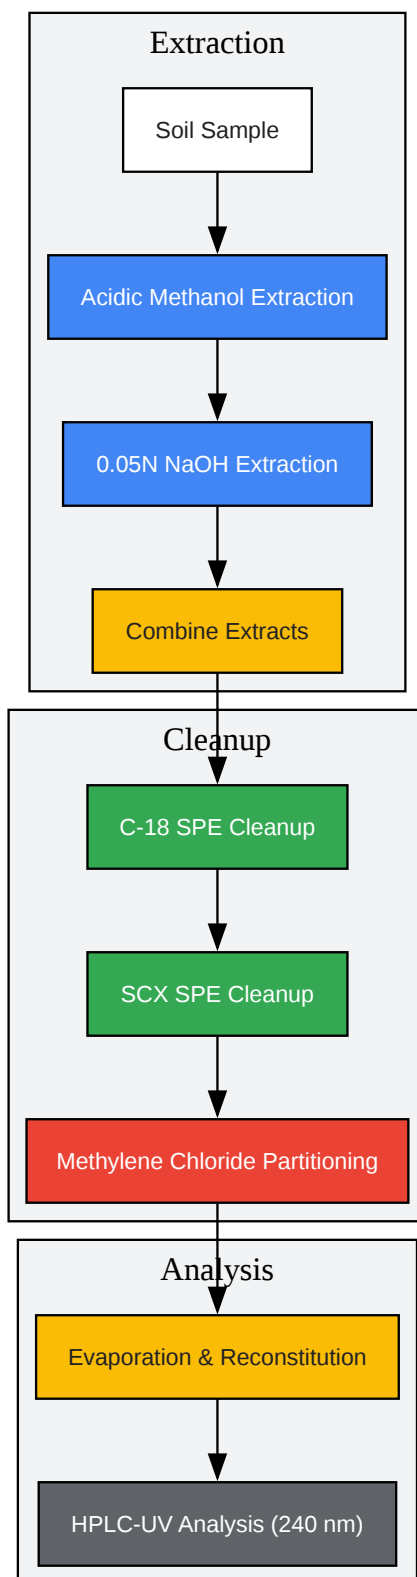 Extraction
Soil Sample
Acidic Methanol Extraction
0.05N NaOH Extraction
Combine Extracts
Cleanup
C-18 SPE Cleanup
SCX SPE Cleanup
Methylene Chloride Partitioning
Analysis
Evaporation & Reconstitution
HPLC-UV Analysis (240 nm)